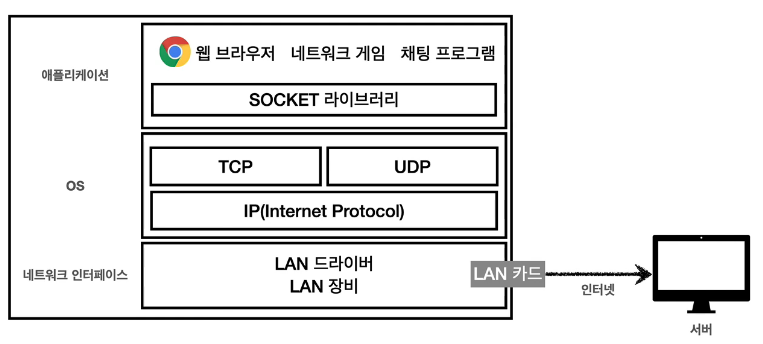 애플리케이션
웹 브라우저 네트워크 게임 채팅 프로그램
SOCKET 라이브러리
OS
TCP UDP
IP(Internet Protocol)
네트워크 인터페이스
LAN 드라이버
LAN 장비
LAN 카드
인터넷
서버